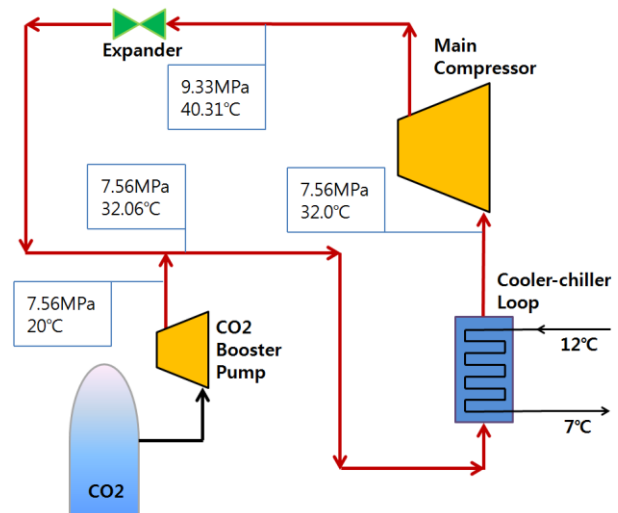 Expander
9.33MPa
40.31℃
Main
Compressor
7.56MPa
32.06℃
7.56MPa
32.0℃
7.56MPa
20℃
CO2
Booster
Pump
Cooler-chiller
Loop
12℃
7℃
CO2